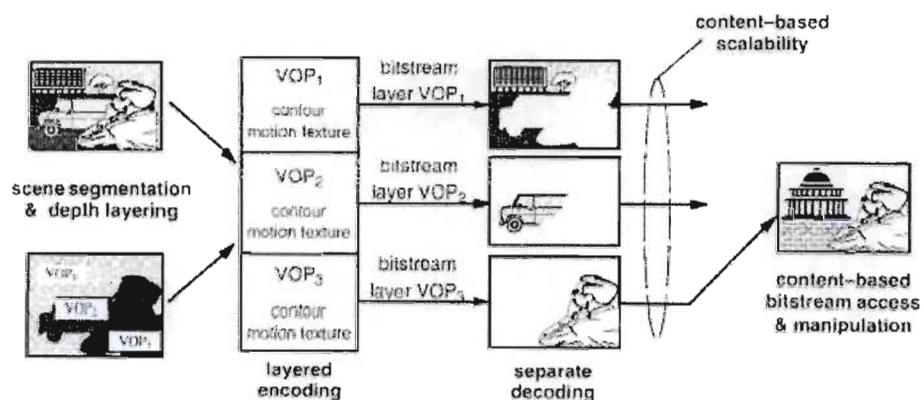 content-based
scalability
VOP1
contour
motion texture
bitstream
layer VOP1
scene segmentation
& depth layering
VOP2
contour
motion texture
bitstream
layer VOP2
VOP3
contour
motion texture
bitstream
layer VOP3
VOP2
content-based
bitstream access
& manipulation
layered
encoding
separate
decoding